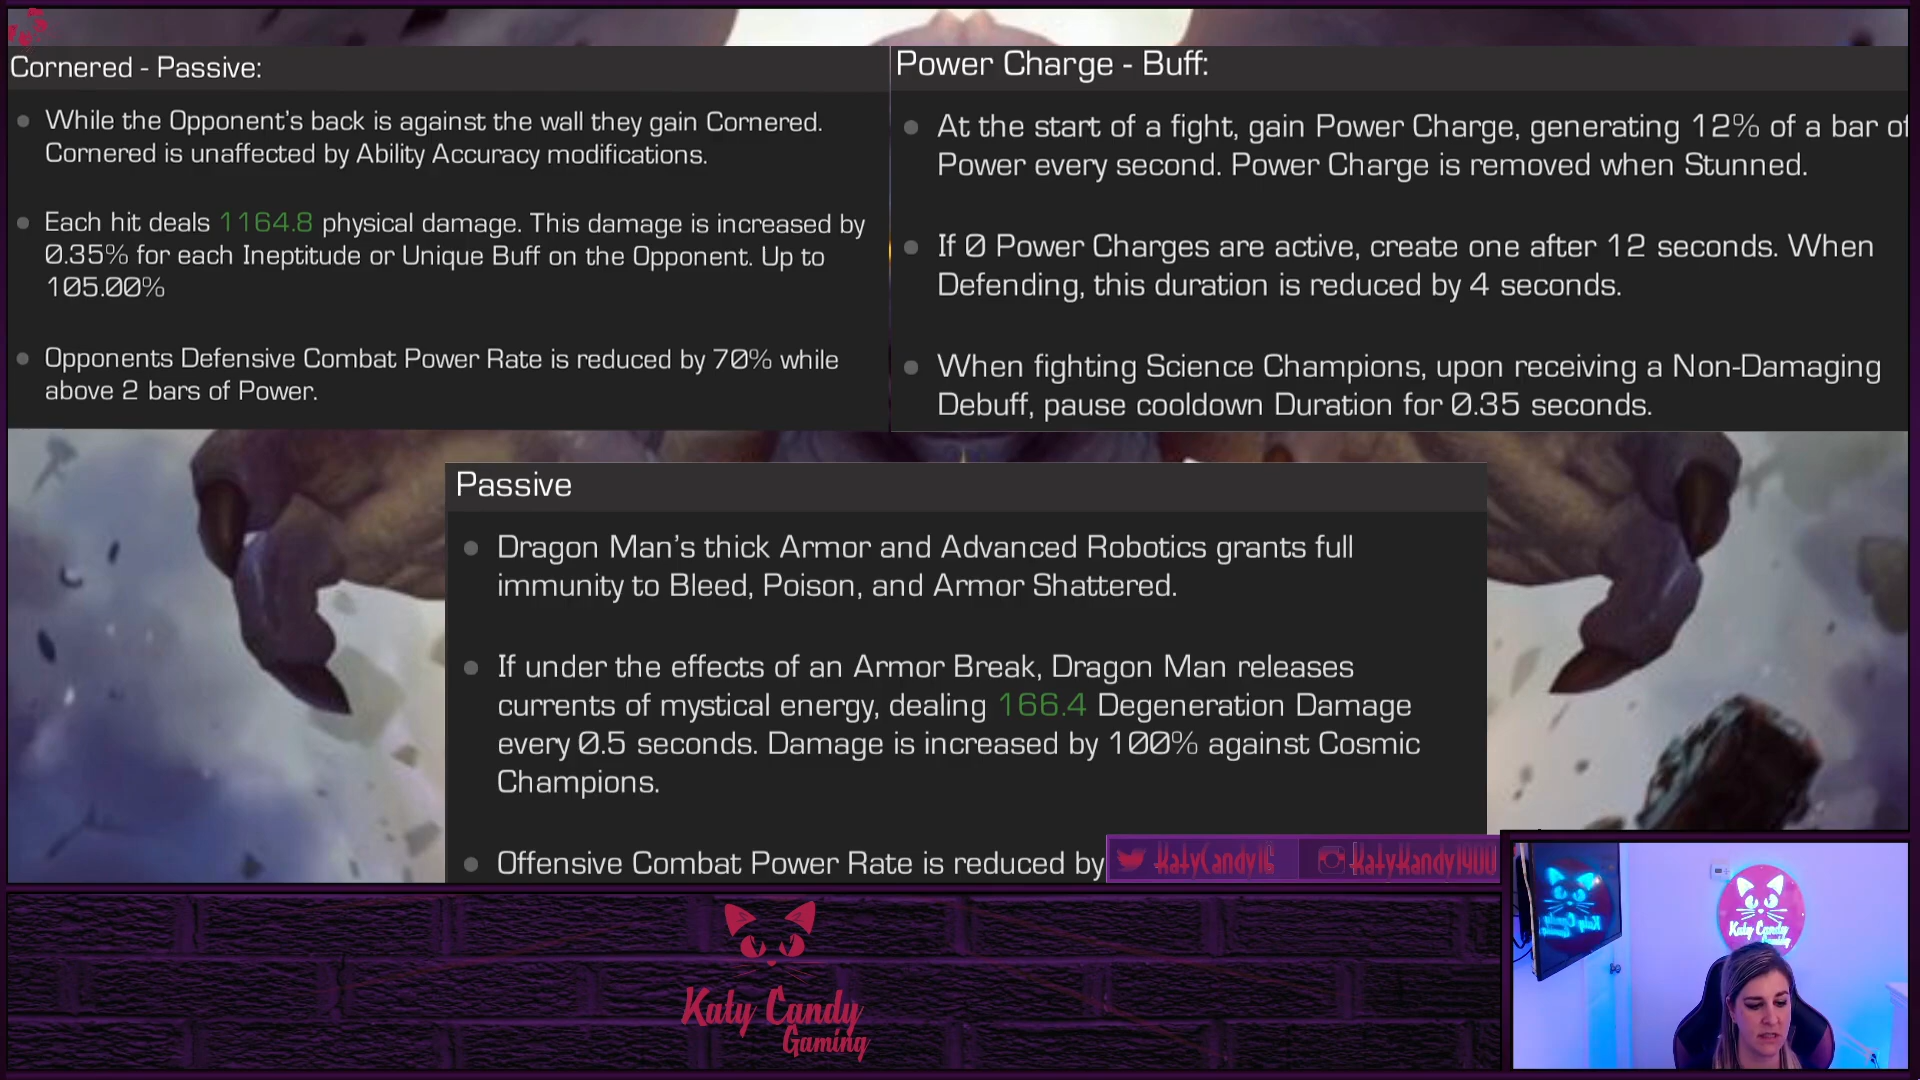 Cornered - Passive:
While the Opponent's back is against the wall they gain Cornered.
Cornered is unaffected by Ability Accuracy modifications.
Each hit deals 1164.8 physical damage. This damage is increased by
0.35% for each Ineptitude or Unique Buff on the Opponent. Up to
105.00%
Opponents Defensive Combat Power Rate is reduced by 70% while
above 2 bars of Power.
Power Charge - Buff:
At the start of a fight, gain Power Charge, generating 12% of a bar of
Power every second. Power Charge is removed when Stunned.
If 0 Power Charges are active, create one after 12 seconds. When
Defending, this duration is reduced by 4 seconds.
When fighting Science Champions, upon receiving a Non-Damaging
Debuff, pause cooldown Duration for 0.35 seconds.
Passive
Dragon Man's thick Armor and Advanced Robotics grants full
immunity to Bleed, Poison, and Armor Shattered.
If under the effects of an Armor Break, Dragon Man releases
currents of mystical energy, dealing 166.4 Degeneration Damage
every 0.5 seconds. Damage is increased by 100% against Cosmic
Champions.
Offensive Combat Power Rate is reduced by
KatyCandy16
KatyKandy1400
Katy Candy
Gaming
Katy Candy
Gaming